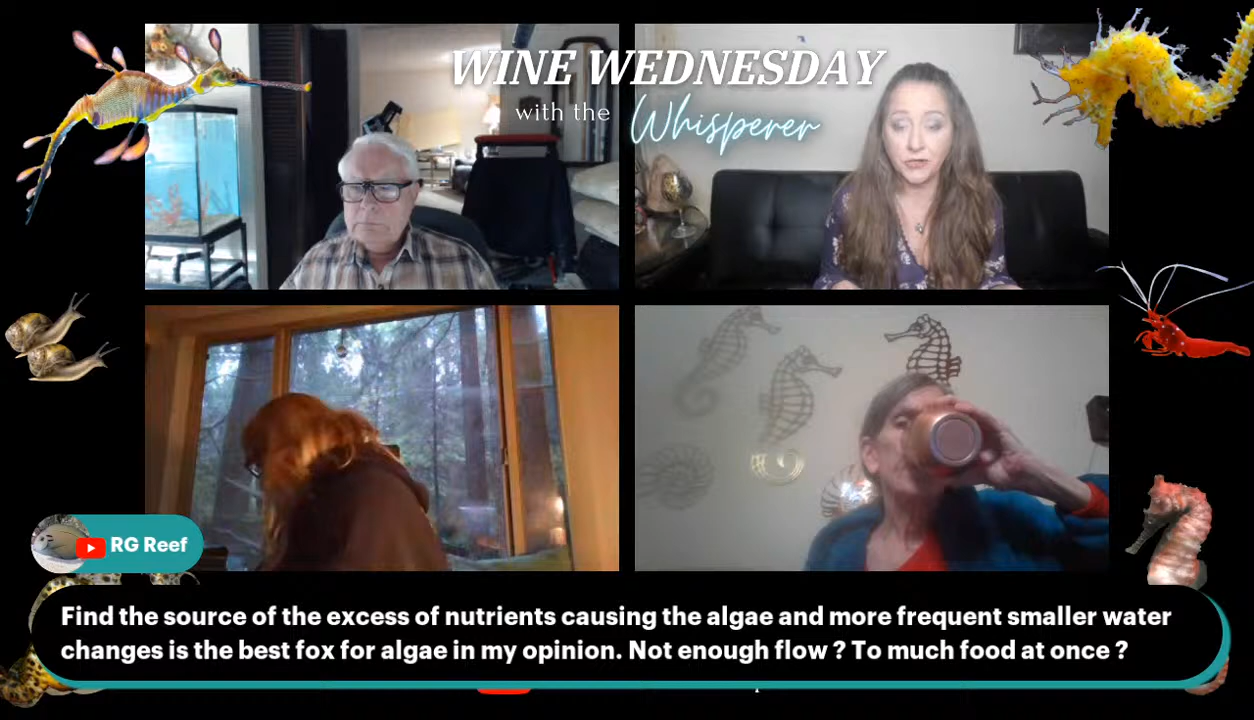 WINE WEDNESDAY
with the Whisperer
RG Reef
Find the source of the excess of nutrients causing the algae and more frequent smaller water
changes is the best fox for algae in my opinion. Not enough flow ? To much food at once ?